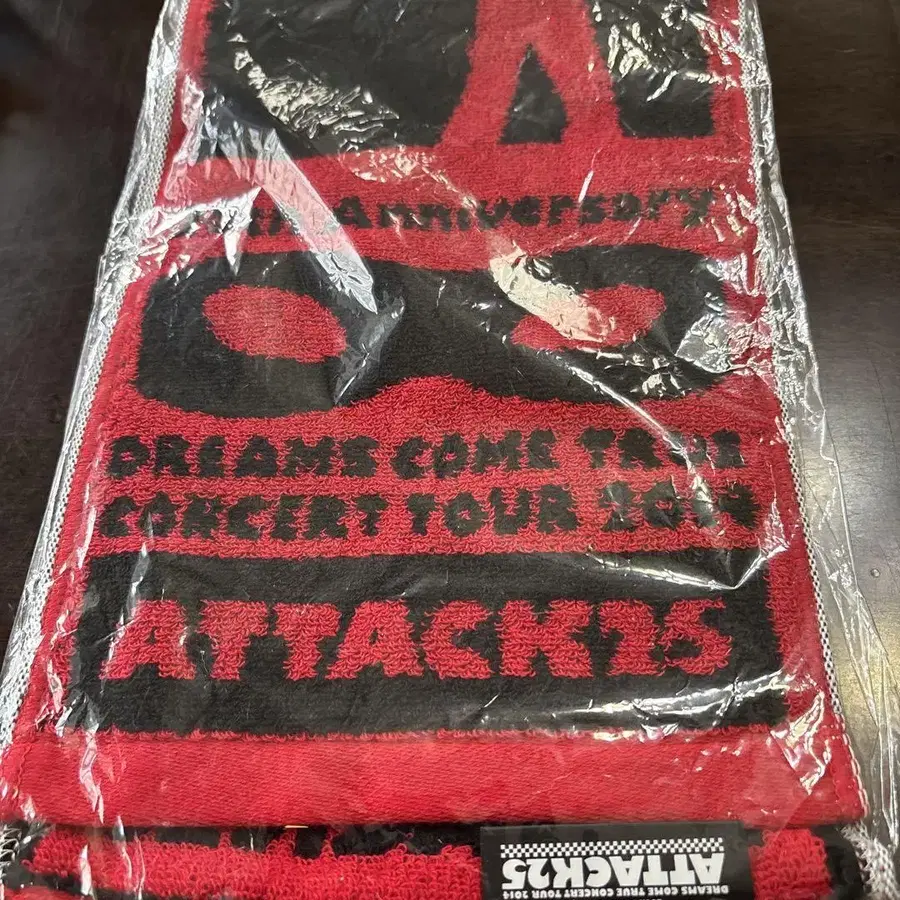 Anniversary
DREAMS COME TRUE
CONCERT TOUR 2014
ATTACK25
DREAMS COME TRUE CONCERT TOUR 2014
ATTACK25